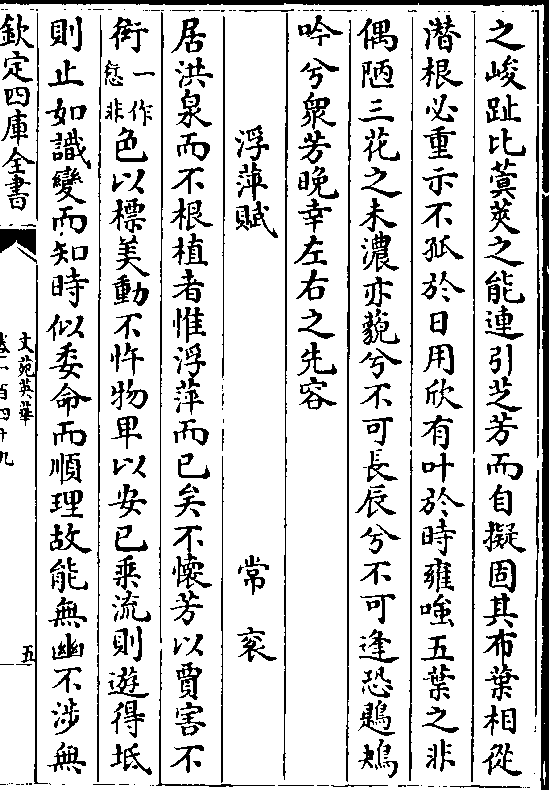 之峻趾比蓂莢之能連引芝芳而自擬固其布葉相從
潛根必重示不孤於日用欣有叶於時雍嗤五葉之非
偶陋三花之未濃亦藐兮不可長辰兮不可逢恐鶗鴂
吟兮衆芳晚幸左右之先容
浮萍賦 常袞
居洪泉而不根植者惟浮萍而已矣不懷芳以賈害不
衒一作愆非色以標美動不忤物卑以安已乘流則遊得坻
則止如識變而知時似委命而順理故能無幽不涉無
欽定四庫全書
文苑英華
卷一百四十九
五